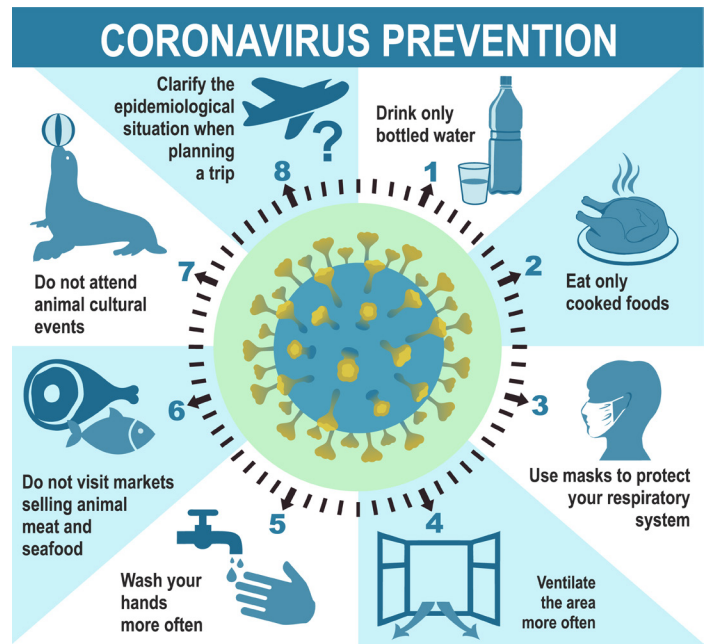 CORONAVIRUS PREVENTION
Drink only
bottled water
1
Eat only
cooked foods
2
Use masks to protect
your respiratory
system
3
Ventilate
the area
more often
4
Wash your
hands
more often
5
Do not visit markets
selling animal
meat and
seafood
6
Do not attend
animal cultural
events
7
Clarify the
epidemiological
situation when
planning
a trip
?
8